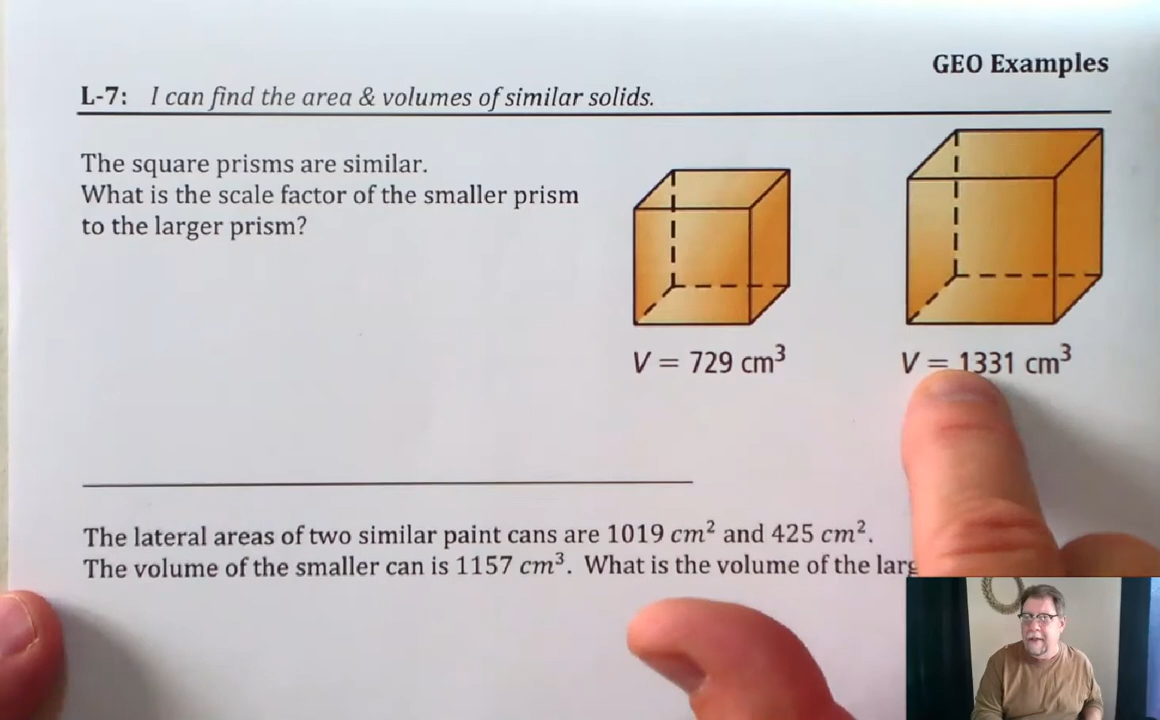 GEO Examples
L-7: I can find the area & volumes of similar solids.
The square prisms are similar.
What is the scale factor of the smaller prism
to the larger prism?
V = 729 cm³
V = 1331 cm³
The lateral areas of two similar paint cans are 1019 cm² and 425 cm².
The volume of the smaller can is 1157 cm³. What is the volume of the